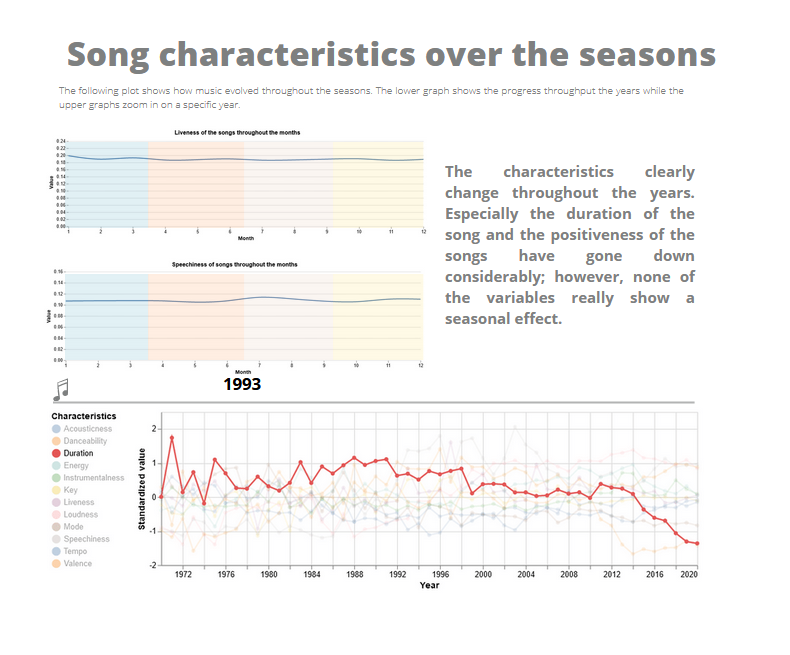 Song characteristics over the seasons
The following plot shows how music evolved throughout the seasons. The lower graph shows the progress throughput the years while the
upper graphs zoom in on a specific year.
Liveness of the songs throughout the months
Value
0.24
0.22
0.20
0.18
0.16
0.14
0.12
0.10
0.08
0.06
0.04
0.02
0.00
1 2 3 4 5 6 7 8 9 10 11 12
Month
The characteristics clearly
change throughout the years.
Especially the duration of the
song and the positiveness of the
songs have gone down
considerably; however, none of
the variables really show a
seasonal effect.
Speechiness of songs throughout the months
Value
0.16
0.14
0.12
0.10
0.08
0.06
0.04
0.02
0.00
1 2 3 4 5 6 7 8 9 10 11 12
Month
1993
Characteristics
Acousticness
Danceability
Duration
Energy
Instrumentalness
Key
Liveness
Loudness
Mode
Speechiness
Tempo
Valence
Standardized value
2
1
0
-1
-2
1972 1976 1980 1984 1988 1992 1996 2000 2004 2008 2012 2016 2020
Year